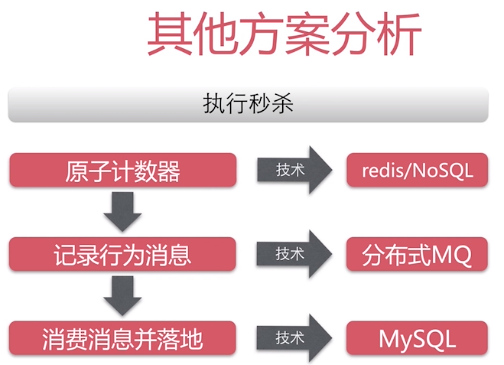 其他方案分析
执行秒杀
原子计数器 技术 redis/NoSQL
记录行为消息 技术 分布式MQ
消费消息并落地 技术 MySQL